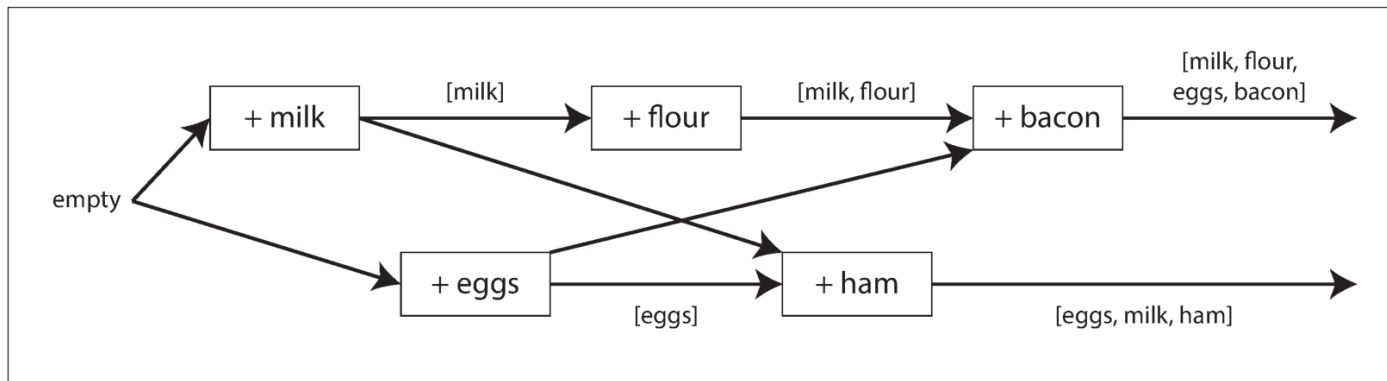 [milk, flour,
eggs, bacon]
+ milk
[milk]
+ flour
[milk, flour]
+ bacon
empty
+ eggs
[eggs]
+ ham
[eggs, milk, ham]